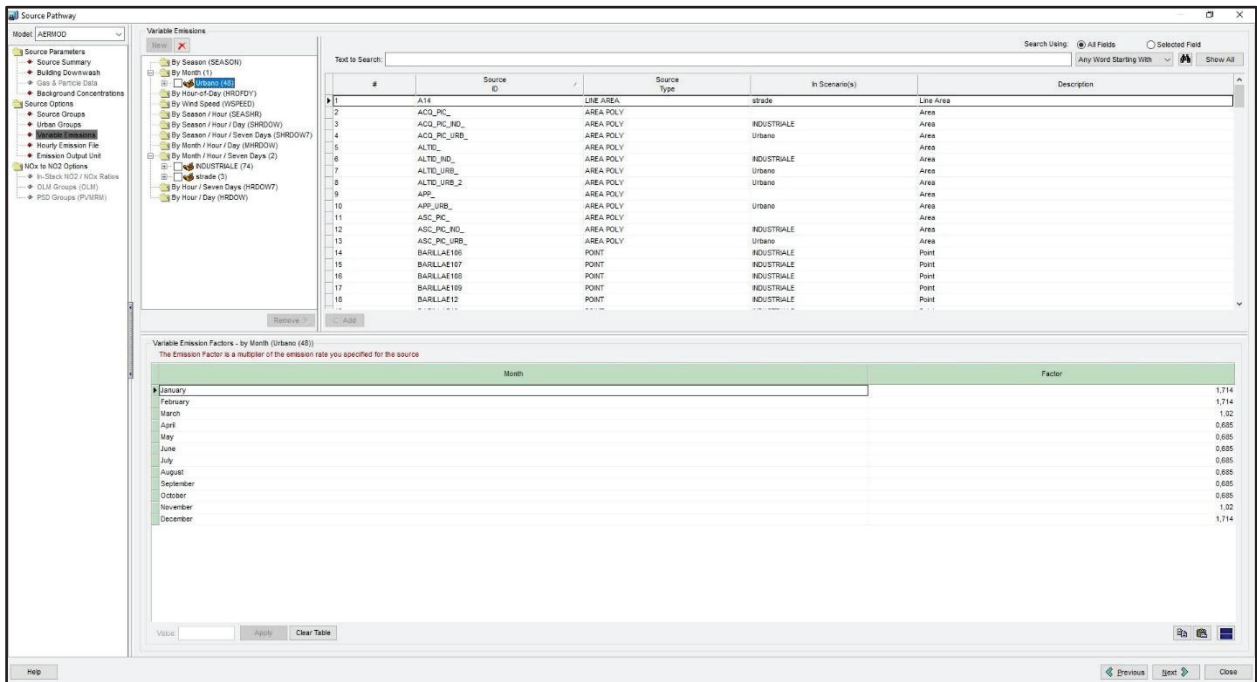 Source Pathway
Model: AERMOD
Source Parameters
Source Summary
Building Downwash
Gas & Particle Data
Background Concentrations
Source Options
Source Groups
Urban Groups
Variable Emissions
Hourly Emission File
Emission Output Unit
NOx to NO2 Options
In-Stack NO2 / NOx Ratios
OLM Groups (OLM)
PSD Groups (PVMRM)
Variable Emissions
New
By Season (SEASON)
By Month (1)
Urbano (48)
By Hour-of-Day (HROFDY)
By Wind Speed (WSPEED)
By Season / Hour (SEASHR)
By Season / Hour / Day (SHRDOW)
By Season / Hour / Seven Days (SHRDOW7)
By Month / Hour / Day (MHRDOW)
By Month / Hour / Seven Days (2)
INDUSTRIALE (74)
strade (3)
By Hour / Seven Days (HRDOW7)
By Hour / Day (HRDOW)
Remove
Search Using: All Fields Selected Field
Text to Search: Any Word Starting With Show All
# Source ID Source Type In Scenario(s) Description
1 A14 LINE AREA strade Line Area
2 ACQ_PIC_ AREA POLY Area
3 ACQ_PIC_IND_ AREA POLY INDUSTRIALE Area
4 ACQ_PIC_URB_ AREA POLY Urbano Area
5 ALTID_ AREA POLY Area
6 ALTID_IND_ AREA POLY INDUSTRIALE Area
7 ALTID_URB_ AREA POLY Urbano Area
8 ALTID_URB_2 AREA POLY Urbano Area
9 APP_ AREA POLY Area
10 APP_URB_ AREA POLY Urbano Area
11 ASC_PIC_ AREA POLY Area
12 ASC_PIC_IND_ AREA POLY INDUSTRIALE Area
13 ASC_PIC_URB_ AREA POLY Urbano Area
14 BARILLAE106 POINT INDUSTRIALE Point
15 BARILLAE107 POINT INDUSTRIALE Point
16 BARILLAE108 POINT INDUSTRIALE Point
17 BARILLAE109 POINT INDUSTRIALE Point
18 BARILLAE12 POINT INDUSTRIALE Point
Add
Variable Emission Factors - by Month (Urbano (48))
The Emission Factor is a multiplier of the emission rate you specified for the source
Month Factor
January 1,714
February 1,714
March 1,02
April 0,685
May 0,685
June 0,685
July 0,685
August 0,685
September 0,685
October 0,685
November 1,02
December 1,714
Value: Apply Clear Table
Help Previous Next Close